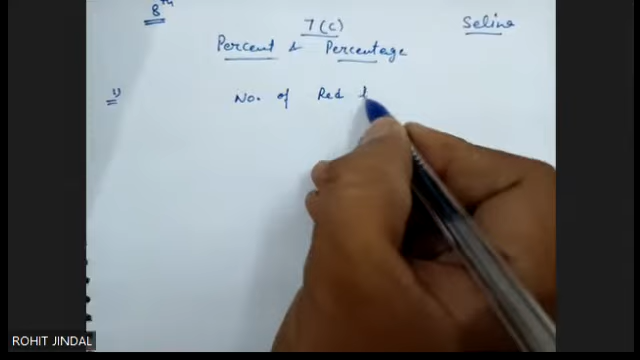 8th
7(c)
Selina
Percent & Percentage
1)
No. of Red
ROHIT JINDAL